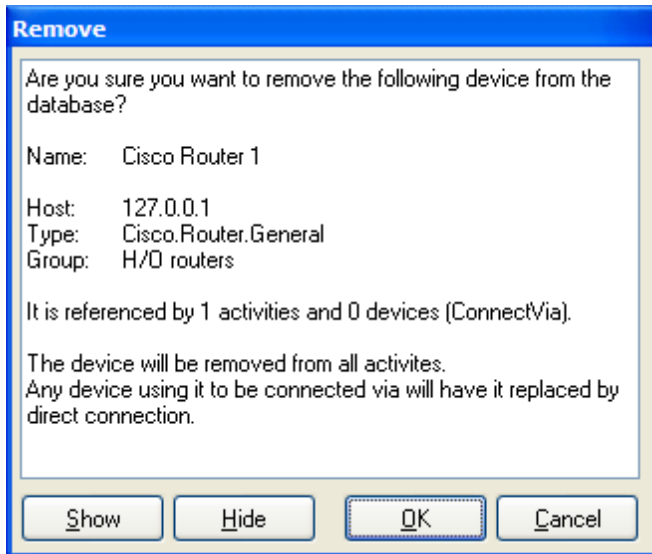 Remove
Are you sure you want to remove the following device from the
database?
Name: Cisco Router 1
Host: 127.0.0.1
Type: Cisco.Router.General
Group: H/O routers
It is referenced by 1 activities and 0 devices (ConnectVia).
The device will be removed from all activites.
Any device using it to be connected via will have it replaced by
direct connection.
Show Hide OK Cancel